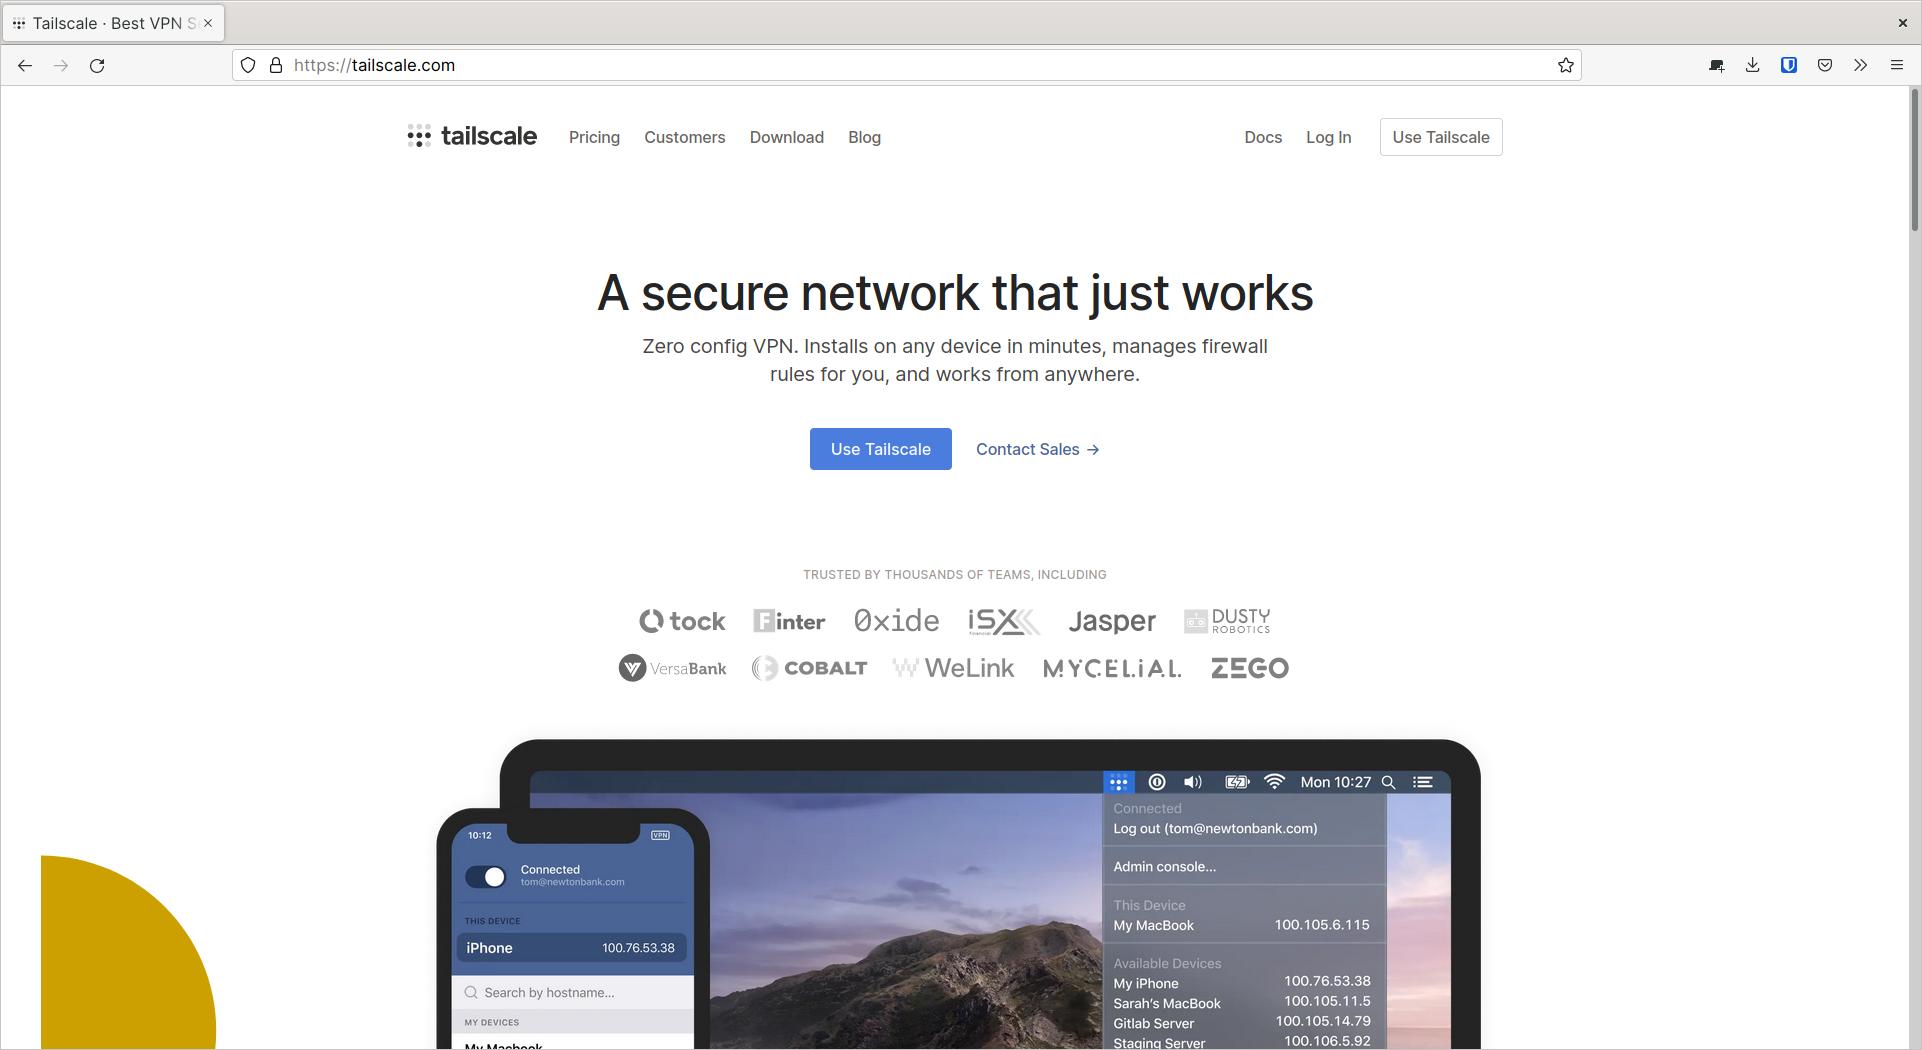 Tailscale · Best VPN S
https://tailscale.com
tailscale Pricing Customers Download Blog Docs Log In Use Tailscale
A secure network that just works
Zero config VPN. Installs on any device in minutes, manages firewall
rules for you, and works from anywhere.
Use Tailscale Contact Sales →
TRUSTED BY THOUSANDS OF TEAMS, INCLUDING
tock Finter 0xide iSX financial Jasper DUSTY ROBOTICS
VersaBank COBALT WeLink MYCELiAL ZEGO
Mon 10:27
Connected
Log out (tom@newtonbank.com)
Admin console...
This Device
My MacBook 100.105.6.115
Available Devices
My iPhone 100.76.53.38
Sarah's MacBook 100.105.11.5
Gitlab Server 100.105.14.79
Staging Server 100.106.5.92
10:12 VPN
Connected
tom@newtonbank.com
THIS DEVICE
iPhone 100.76.53.38
Search by hostname...
MY DEVICES
My Macbook